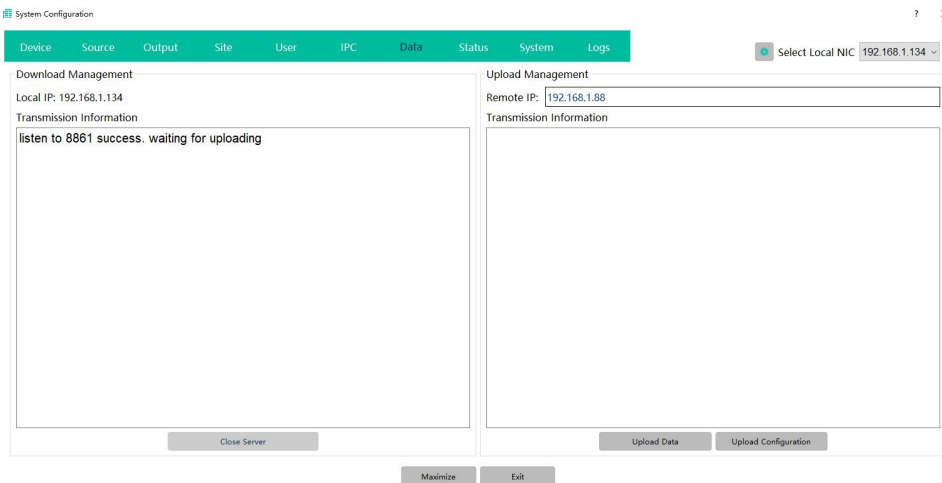 System Configuration
?
Device Source Output Site User IPC Data Status System Logs
Select Local NIC 192.168.1.134
Download Management
Local IP: 192.168.1.134
Transmission Information
listen to 8861 success. waiting for uploading
Close Server
Upload Management
Remote IP: 192.168.1.88
Transmission Information
Upload Data Upload Configuration
Maximize Exit